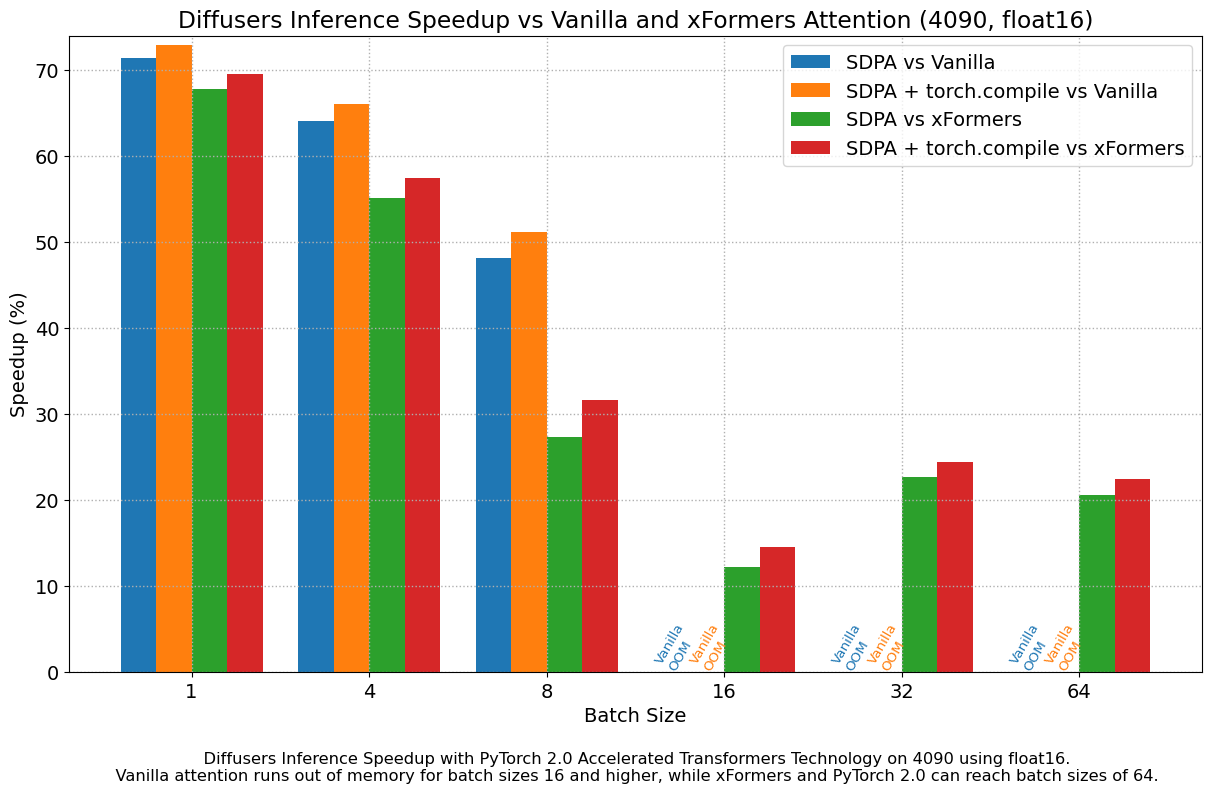 Diffusers Inference Speedup vs Vanilla and xFormers Attention (4090, float16)
SDPA vs Vanilla
SDPA + torch.compile vs Vanilla
SDPA vs xFormers
SDPA + torch.compile vs xFormers
Speedup (%)
70
60
50
40
30
20
10
0
Vanilla
OOM
Vanilla
OOM
Vanilla
OOM
Vanilla
OOM
Vanilla
OOM
Vanilla
OOM
1 4 8 16 32 64
Batch Size
Diffusers Inference Speedup with PyTorch 2.0 Accelerated Transformers Technology on 4090 using float16.
Vanilla attention runs out of memory for batch sizes 16 and higher, while xFormers and PyTorch 2.0 can reach batch sizes of 64.